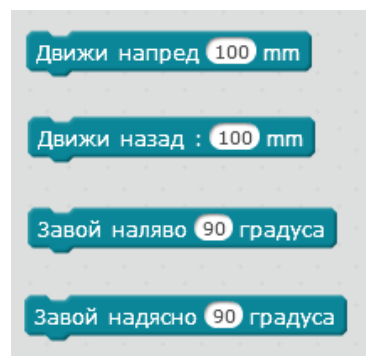 Движи напред 100 mm
Движи назад : 100 mm
Завой наляво 90 градуса
Завой надясно 90 градуса